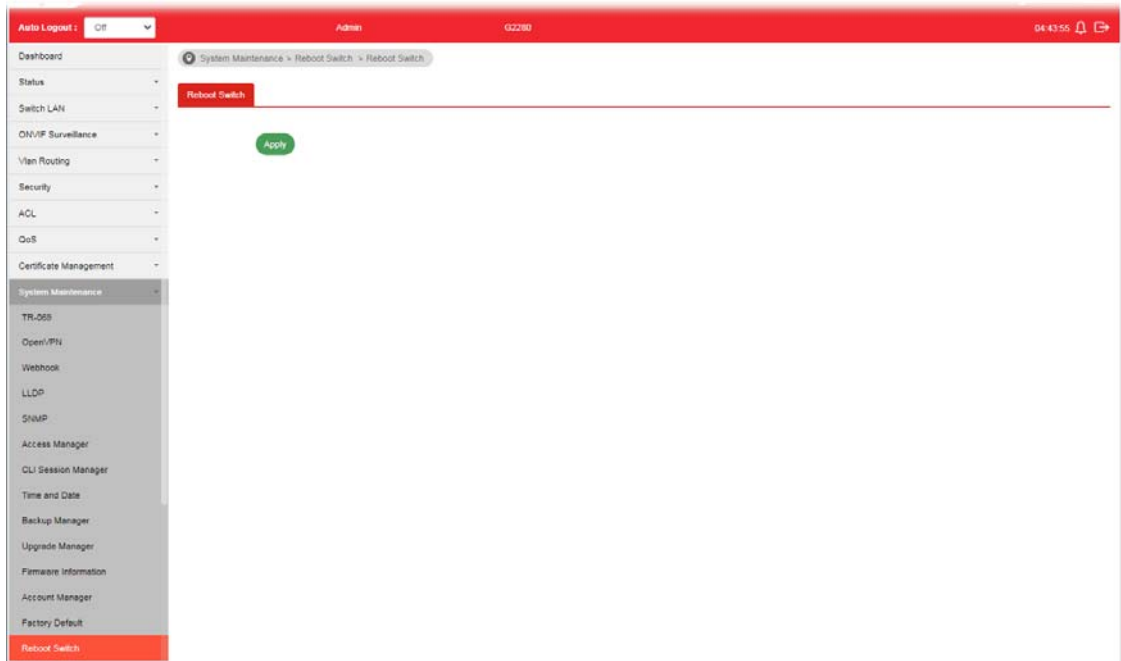 Auto Logout : Off Admin G2280 04:43:55
Dashboard
System Maintenance > Reboot Switch > Reboot Switch
Status
Reboot Switch
Switch LAN
ONVIF Surveillance
Apply
Vlan Routing
Security
ACL
QoS
Certificate Management
System Maintenance
TR-069
OpenVPN
Webhook
LLDP
SNMP
Access Manager
CLI Session Manager
Time and Date
Backup Manager
Upgrade Manager
Firmware Information
Account Manager
Factory Default
Reboot Switch